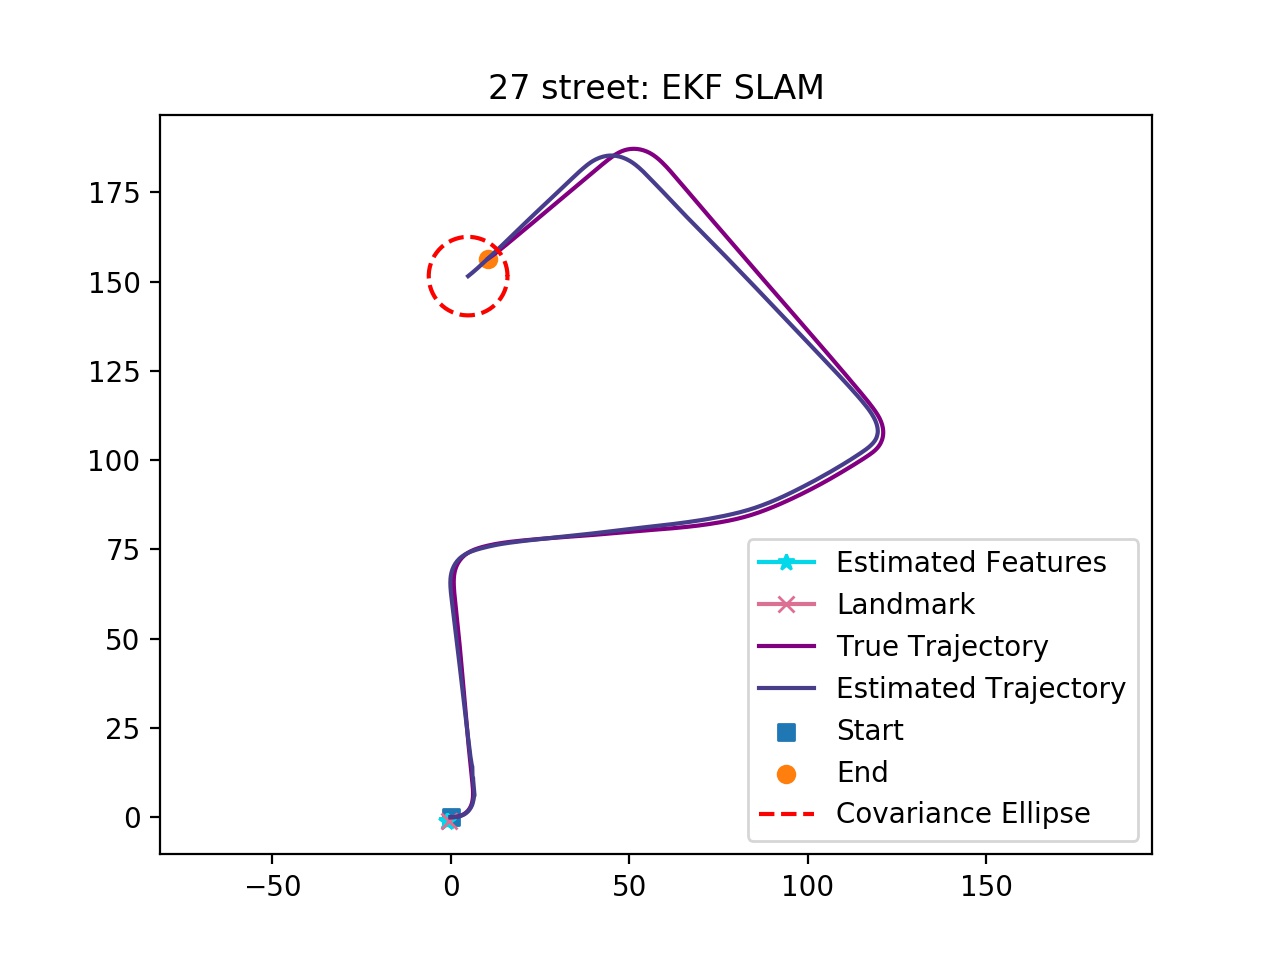 27 street: EKF SLAM
175
150
125
100
75
50
25
0
−50
0
50
100
150
Estimated Features
Landmark
True Trajectory
Estimated Trajectory
Start
End
Covariance Ellipse